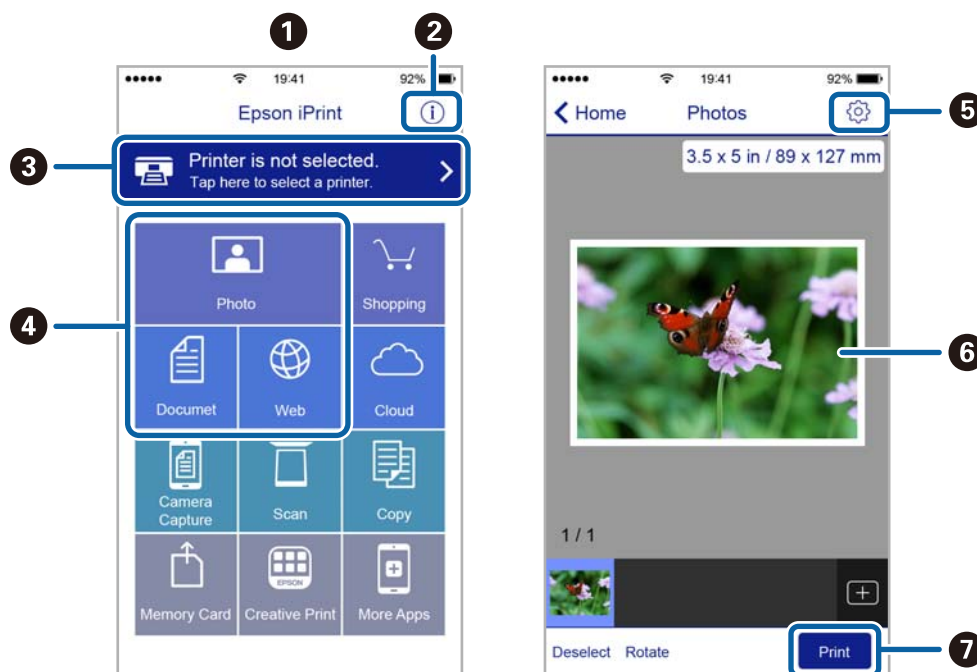 1
2
19:41
92%
Epson iPrint
3
Printer is not selected.
Tap here to select a printer.
4
Photo
Shopping
Documet
Web
Cloud
Camera
Capture
Scan
Copy
EPSON
Memory Card
Creative Print
More Apps
19:41
92%
Home
Photos
5
3.5 x 5 in / 89 x 127 mm
6
1 / 1
Deselect
Rotate
Print
7